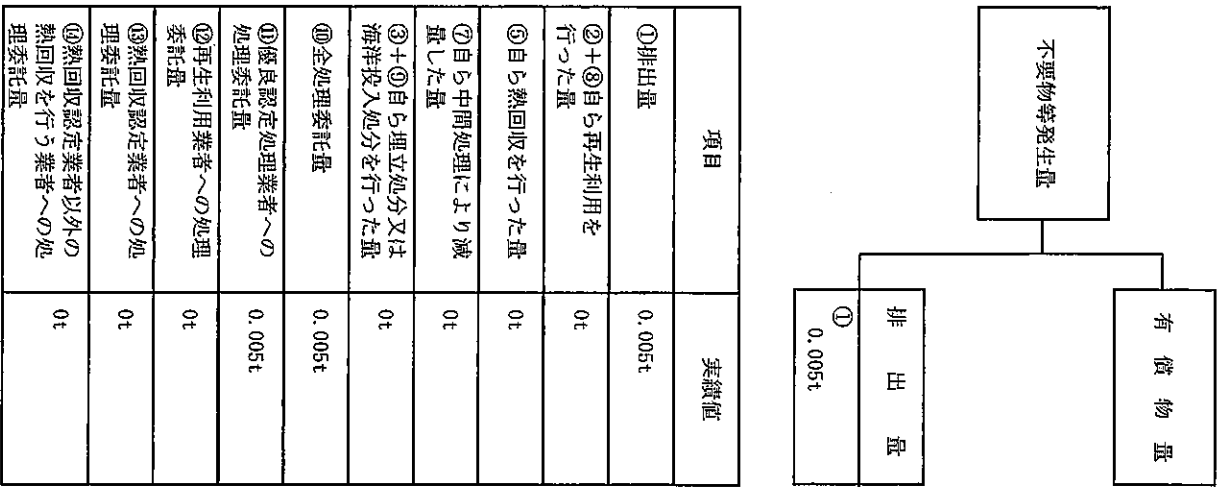 不要物等発生量
有償物量
排出量
①
0.005t
項目
実績値
①排出量
0.005t
②+⑧自ら再生利用を
行った量
0t
⑤自ら熱回収を行った量
0t
⑦自ら中間処理により減
量した量
0t
③+⑨自ら埋立処分又は
海洋投入処分を行った量
0t
⑩全処理委託量
0.005t
⑪優良認定処理業者への
処理委託量
0.005t
⑫再生利用業者への処理
委託量
0t
⑬熱回収認定業者への処
理委託量
0t
⑭熱回収認定業者以外の
熱回収を行う業者への処
理委託量
0t